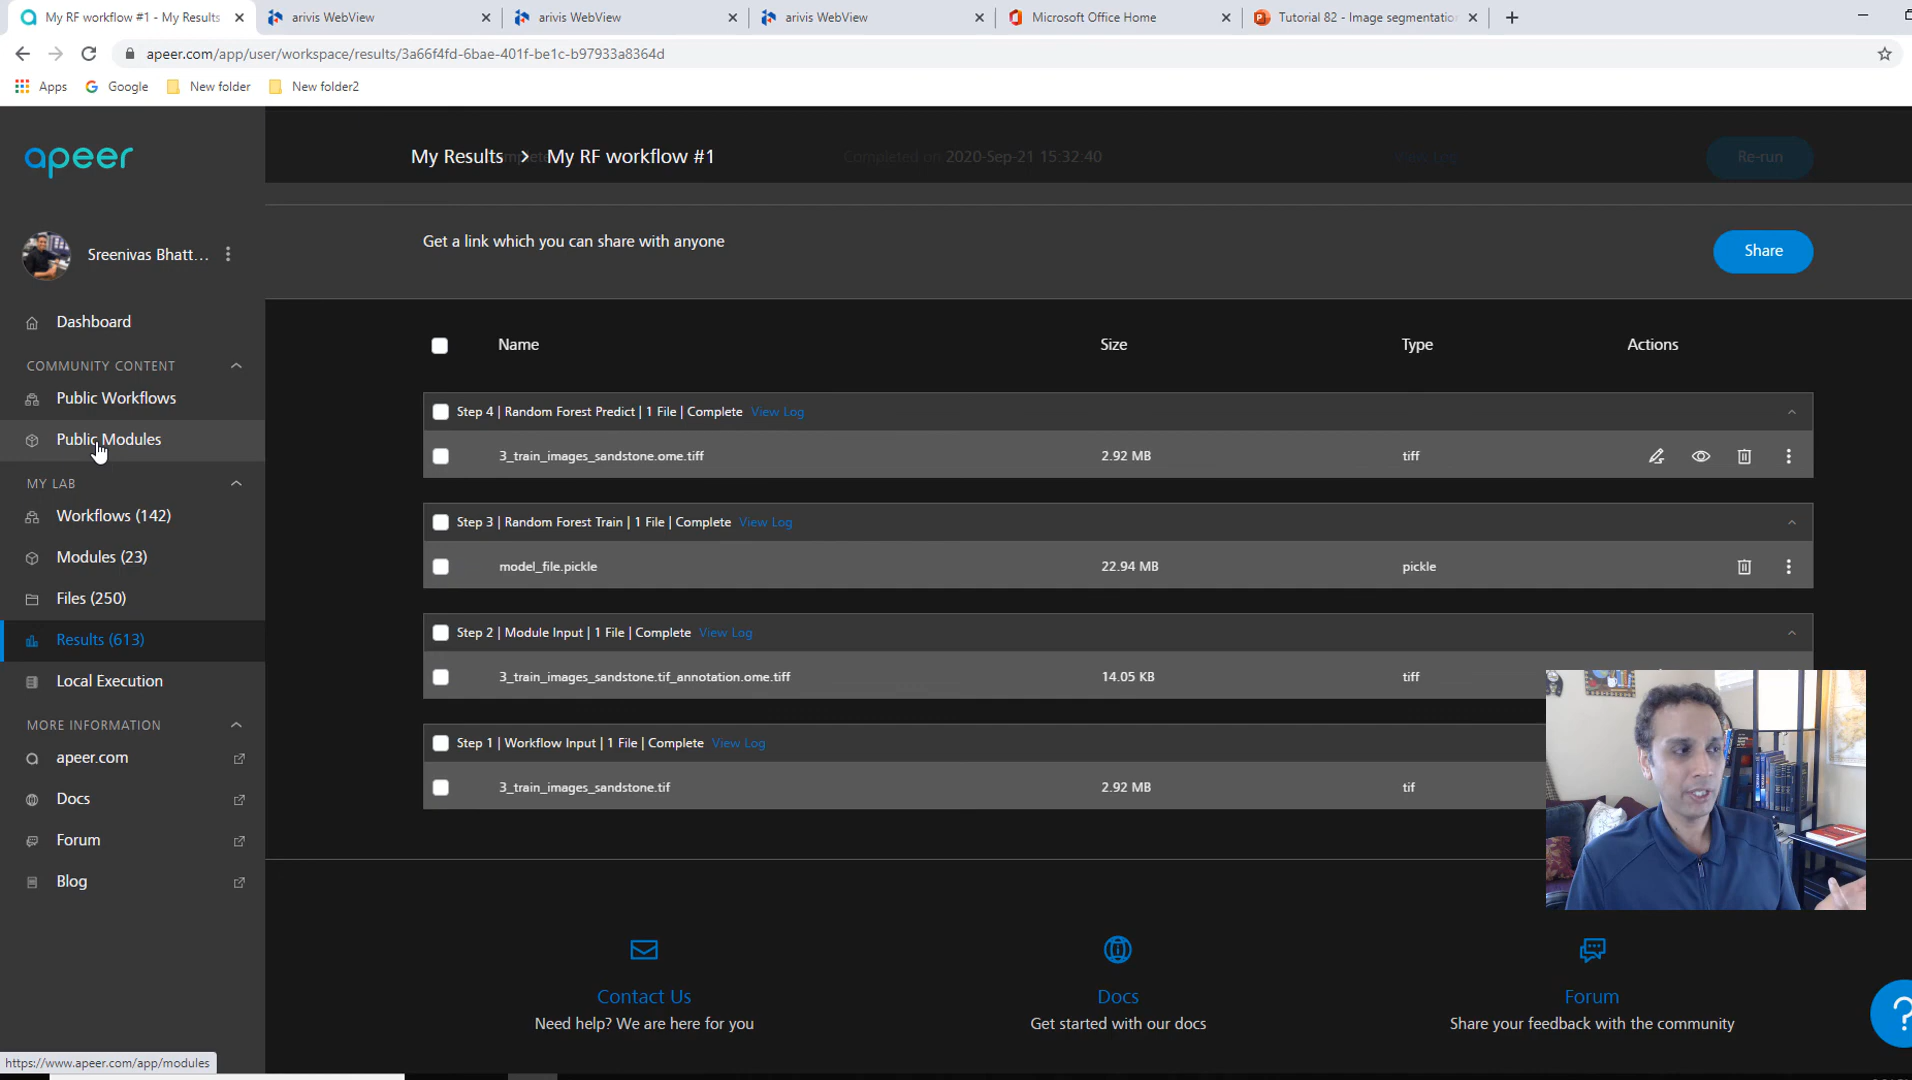 My RF workflow #1 - My Results
arivis WebView
arivis WebView
arivis WebView
Microsoft Office Home
Tutorial 82 - Image segmentatio
apeer.com/app/user/workspace/results/3a66f4fd-6bae-401f-be1c-b97933a8364d
Apps
Google
New folder
New folder2
apeer
My Results > My RF workflow #1
Completed on 2020-Sep-21 15:32:40
View Log
Re-run
Sreenivas Bhatt...
Get a link which you can share with anyone
Share
Dashboard
COMMUNITY CONTENT
Public Workflows
Public Modules
MY LAB
Workflows (142)
Modules (23)
Files (250)
Results (613)
Local Execution
MORE INFORMATION
apeer.com
Docs
Forum
Blog
Name Size Type Actions
Step 4 | Random Forest Predict | 1 File | Complete View Log
3_train_images_sandstone.ome.tiff 2.92 MB tiff
Step 3 | Random Forest Train | 1 File | Complete View Log
model_file.pickle 22.94 MB pickle
Step 2 | Module Input | 1 File | Complete View Log
3_train_images_sandstone.tif_annotation.ome.tiff 14.05 KB tiff
Step 1 | Workflow Input | 1 File | Complete View Log
3_train_images_sandstone.tif 2.92 MB tif
Contact Us
Need help? We are here for you
Docs
Get started with our docs
Forum
Share your feedback with the community
?
https://www.apeer.com/app/modules